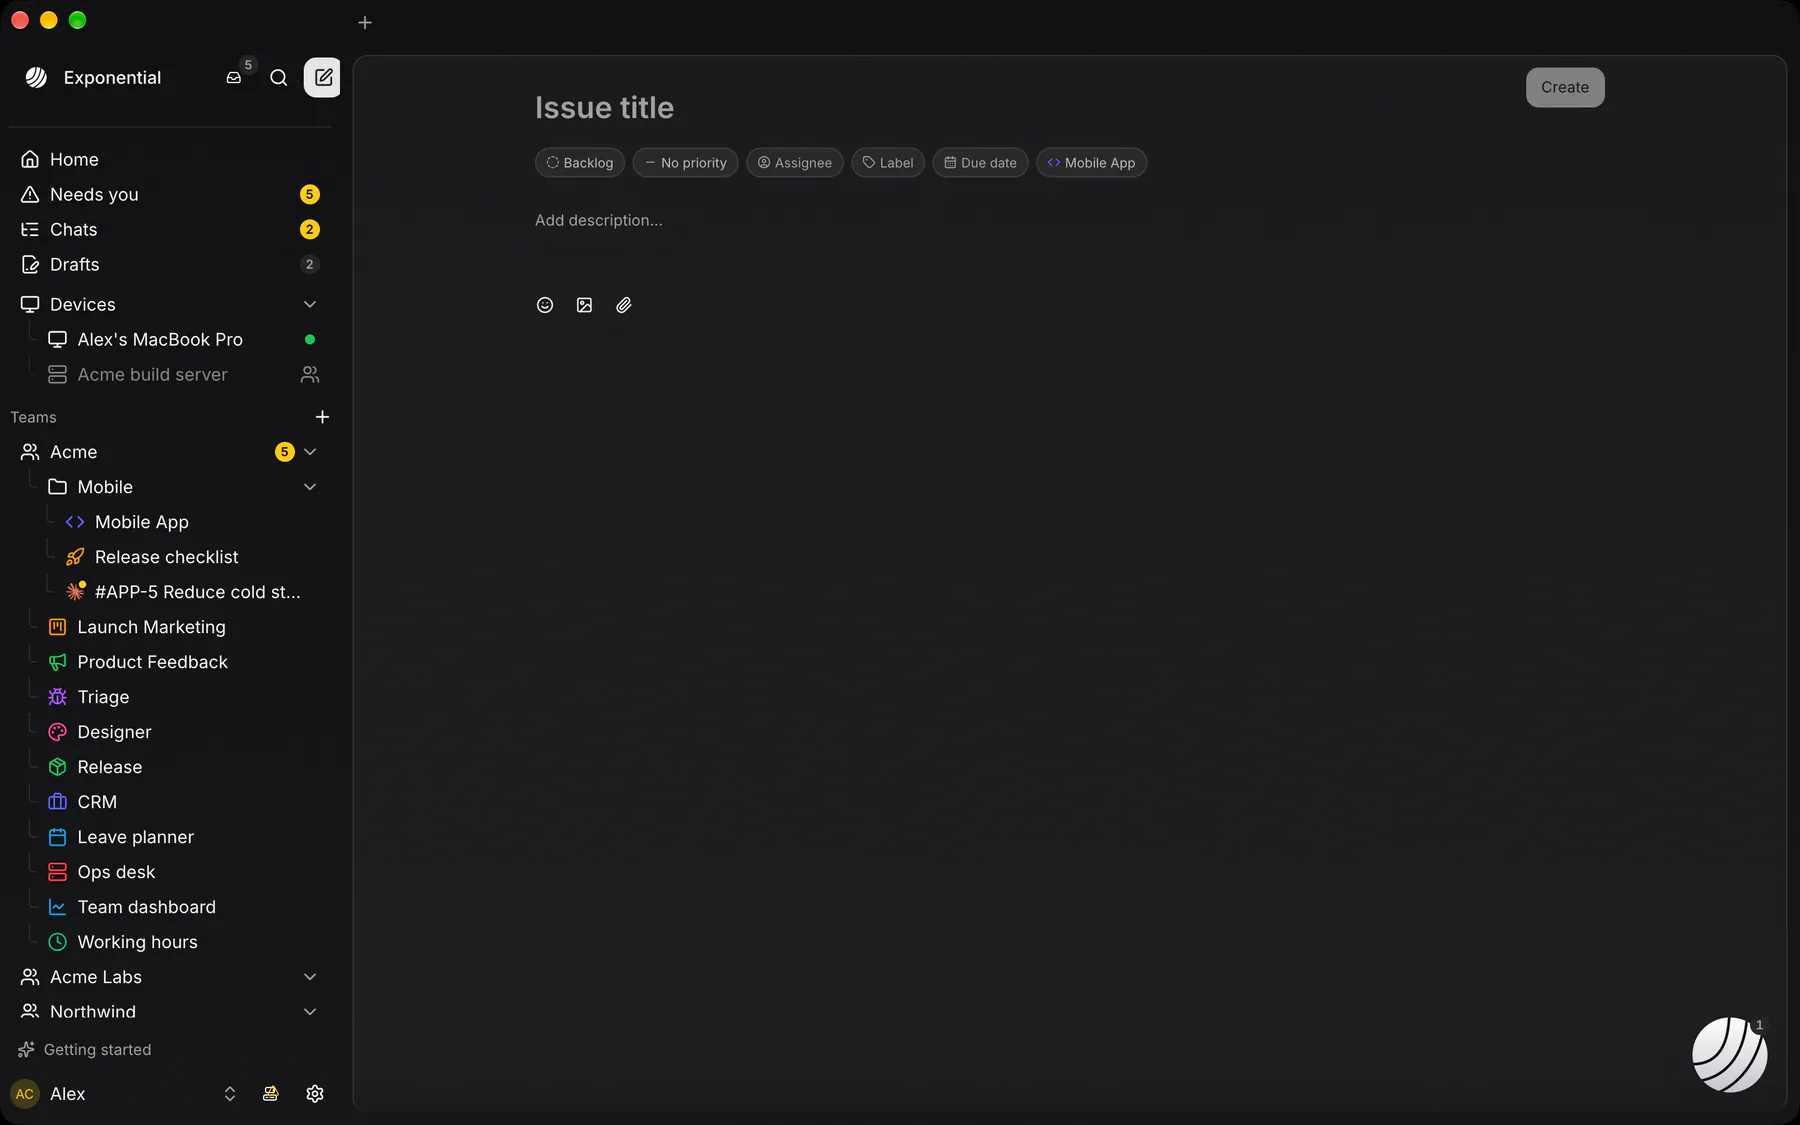 Exponential
5
Home
Needs you
5
Chats
2
Drafts
2
Devices
Alex's MacBook Pro
Acme build server
Teams
Acme
5
Mobile
Mobile App
Release checklist
#APP-5 Reduce cold st...
Launch Marketing
Product Feedback
Triage
Designer
Release
CRM
Leave planner
Ops desk
Team dashboard
Working hours
Acme Labs
Northwind
Getting started
AC Alex
Issue title
Create
Backlog No priority Assignee Label Due date Mobile App
Add description...
1